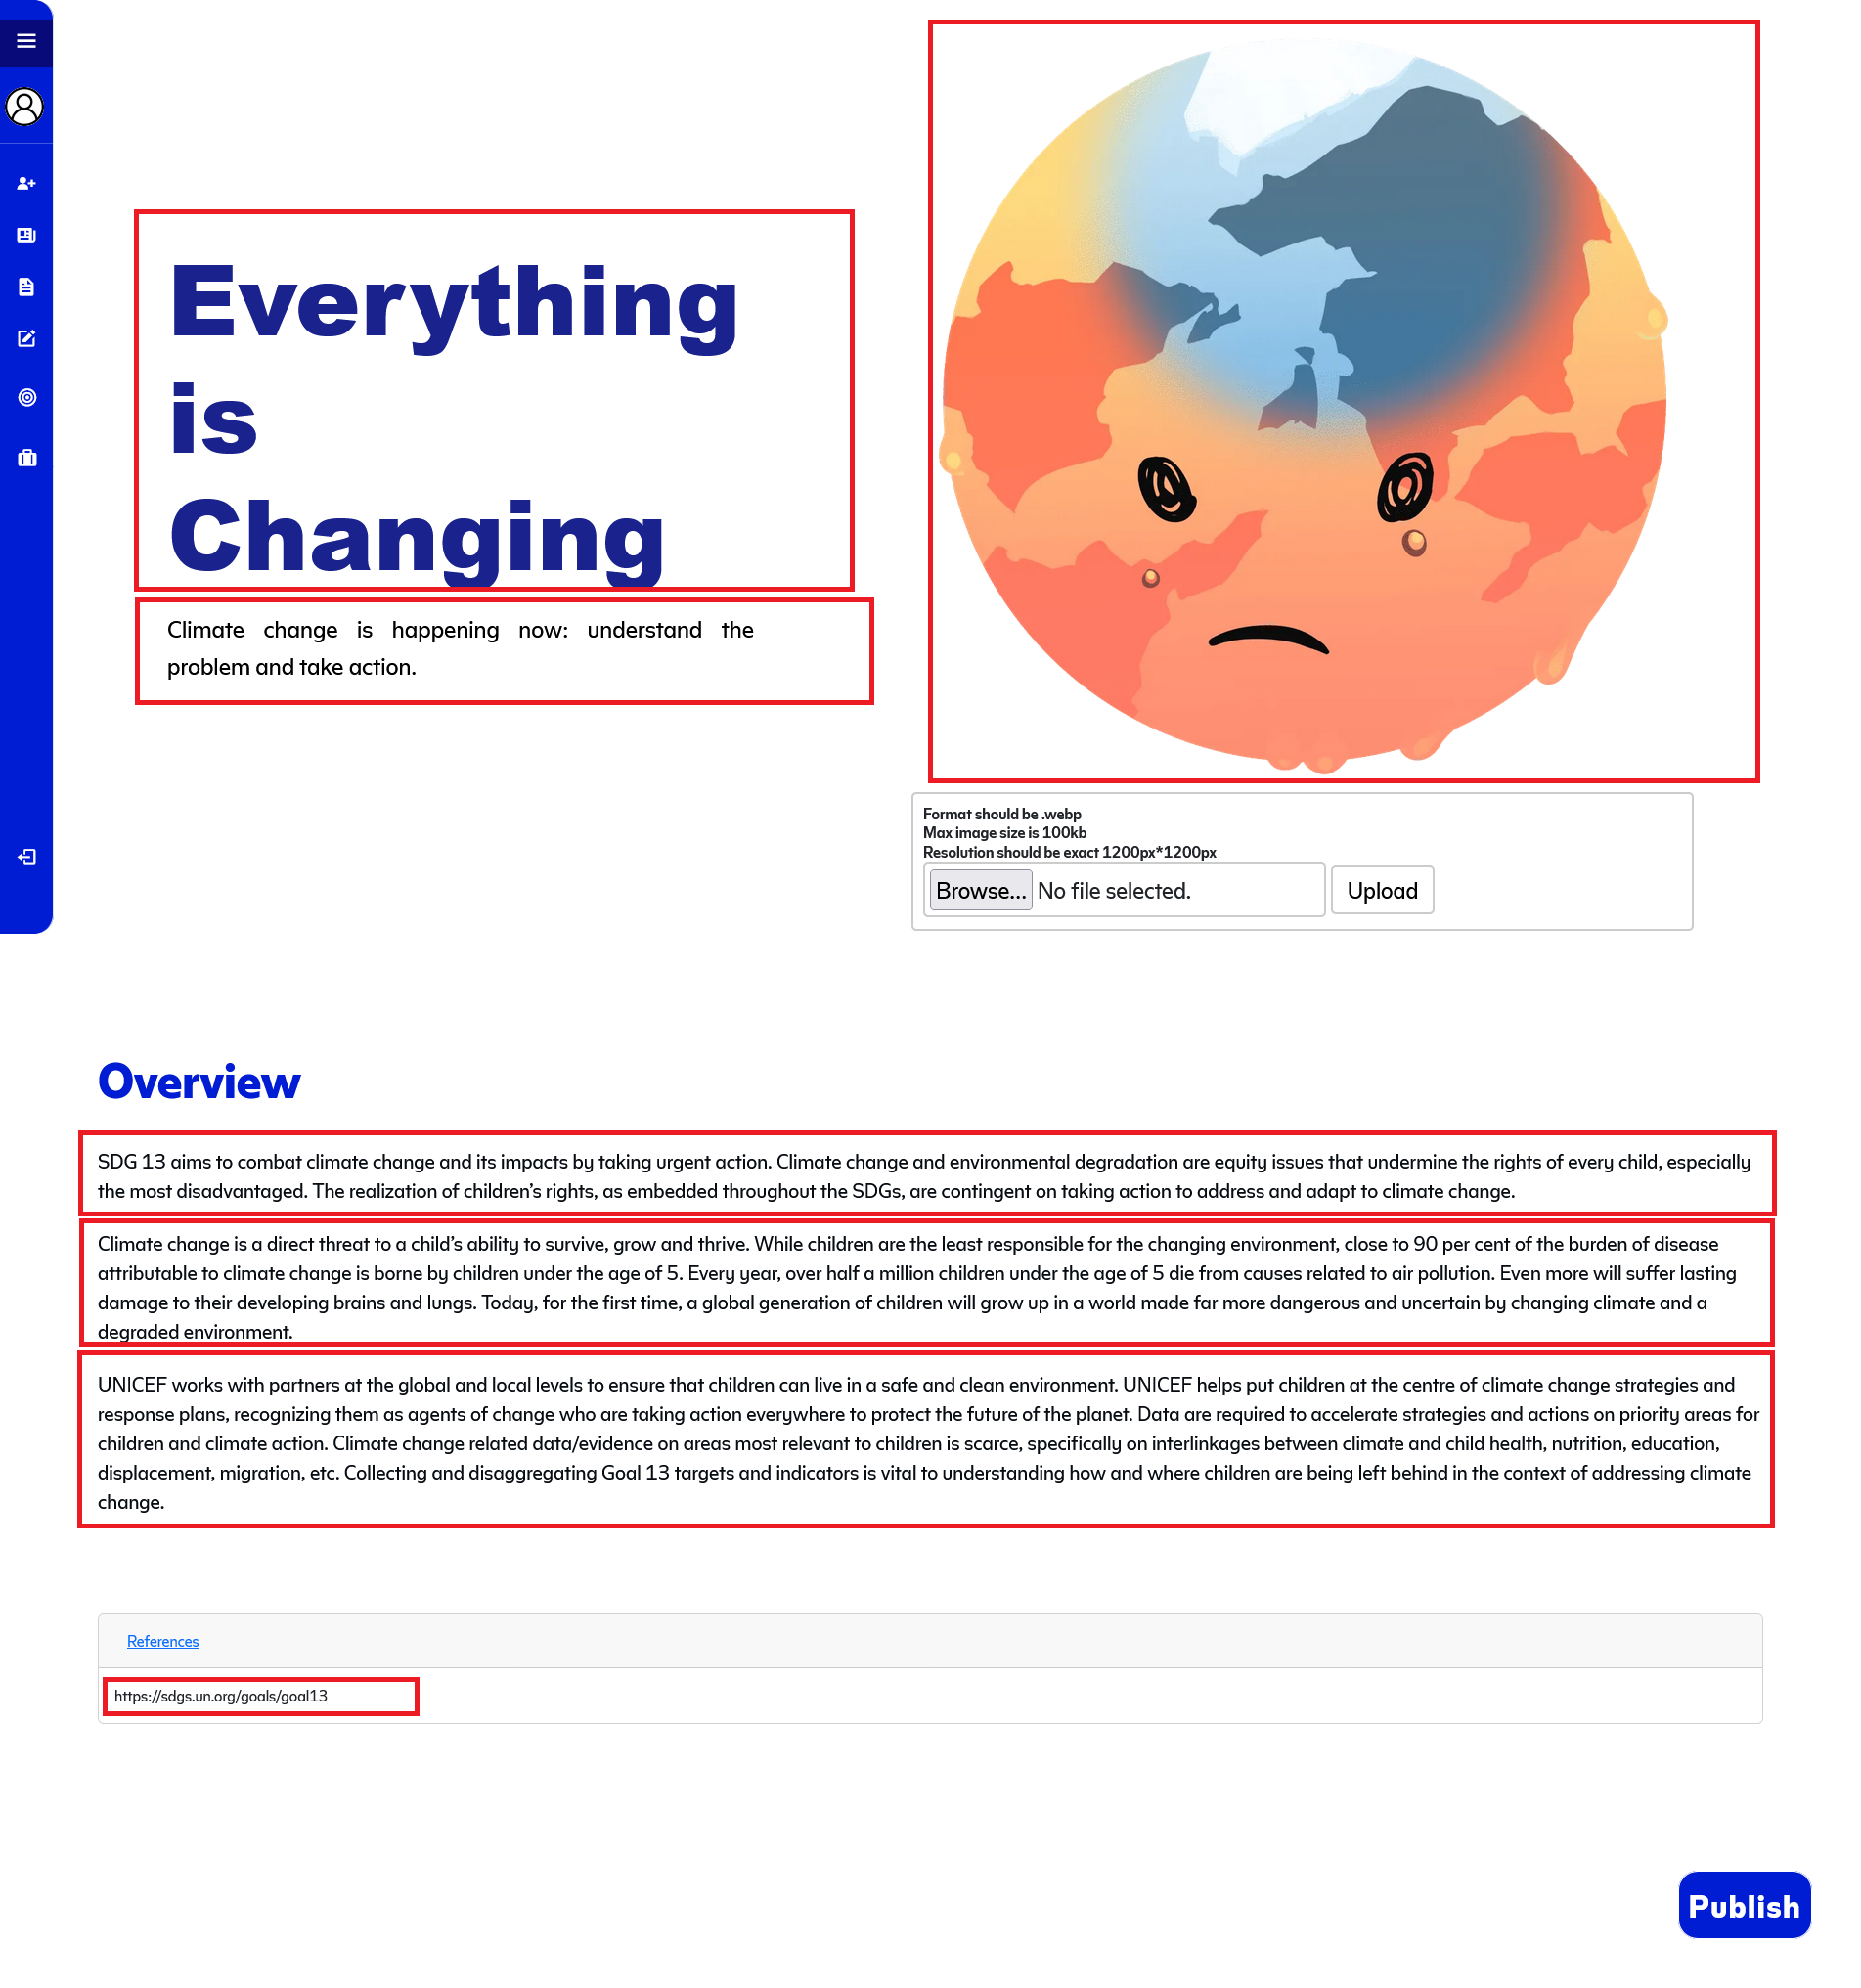 Everything
is
Changing
Climate change is happening now: understand the
problem and take action.
Format should be .webp
Max image size is 100kb
Resolution should be exact 1200px*1200px
Browse... No file selected. Upload
Overview
SDG 13 aims to combat climate change and its impacts by taking urgent action. Climate change and environmental degradation are equity issues that undermine the rights of every child, especially
the most disadvantaged. The realization of children’s rights, as embedded throughout the SDGs, are contingent on taking action to address and adapt to climate change.
Climate change is a direct threat to a child’s ability to survive, grow and thrive. While children are the least responsible for the changing environment, close to 90 per cent of the burden of disease
attributable to climate change is borne by children under the age of 5. Every year, over half a million children under the age of 5 die from causes related to air pollution. Even more will suffer lasting
damage to their developing brains and lungs. Today, for the first time, a global generation of children will grow up in a world made far more dangerous and uncertain by changing climate and a
degraded environment.
UNICEF works with partners at the global and local levels to ensure that children can live in a safe and clean environment. UNICEF helps put children at the centre of climate change strategies and
response plans, recognizing them as agents of change who are taking action everywhere to protect the future of the planet. Data are required to accelerate strategies and actions on priority areas for
children and climate action. Climate change related data/evidence on areas most relevant to children is scarce, specifically on interlinkages between climate and child health, nutrition, education,
displacement, migration, etc. Collecting and disaggregating Goal 13 targets and indicators is vital to understanding how and where children are being left behind in the context of addressing climate
change.
References
https://sdgs.un.org/goals/goal13
Publish